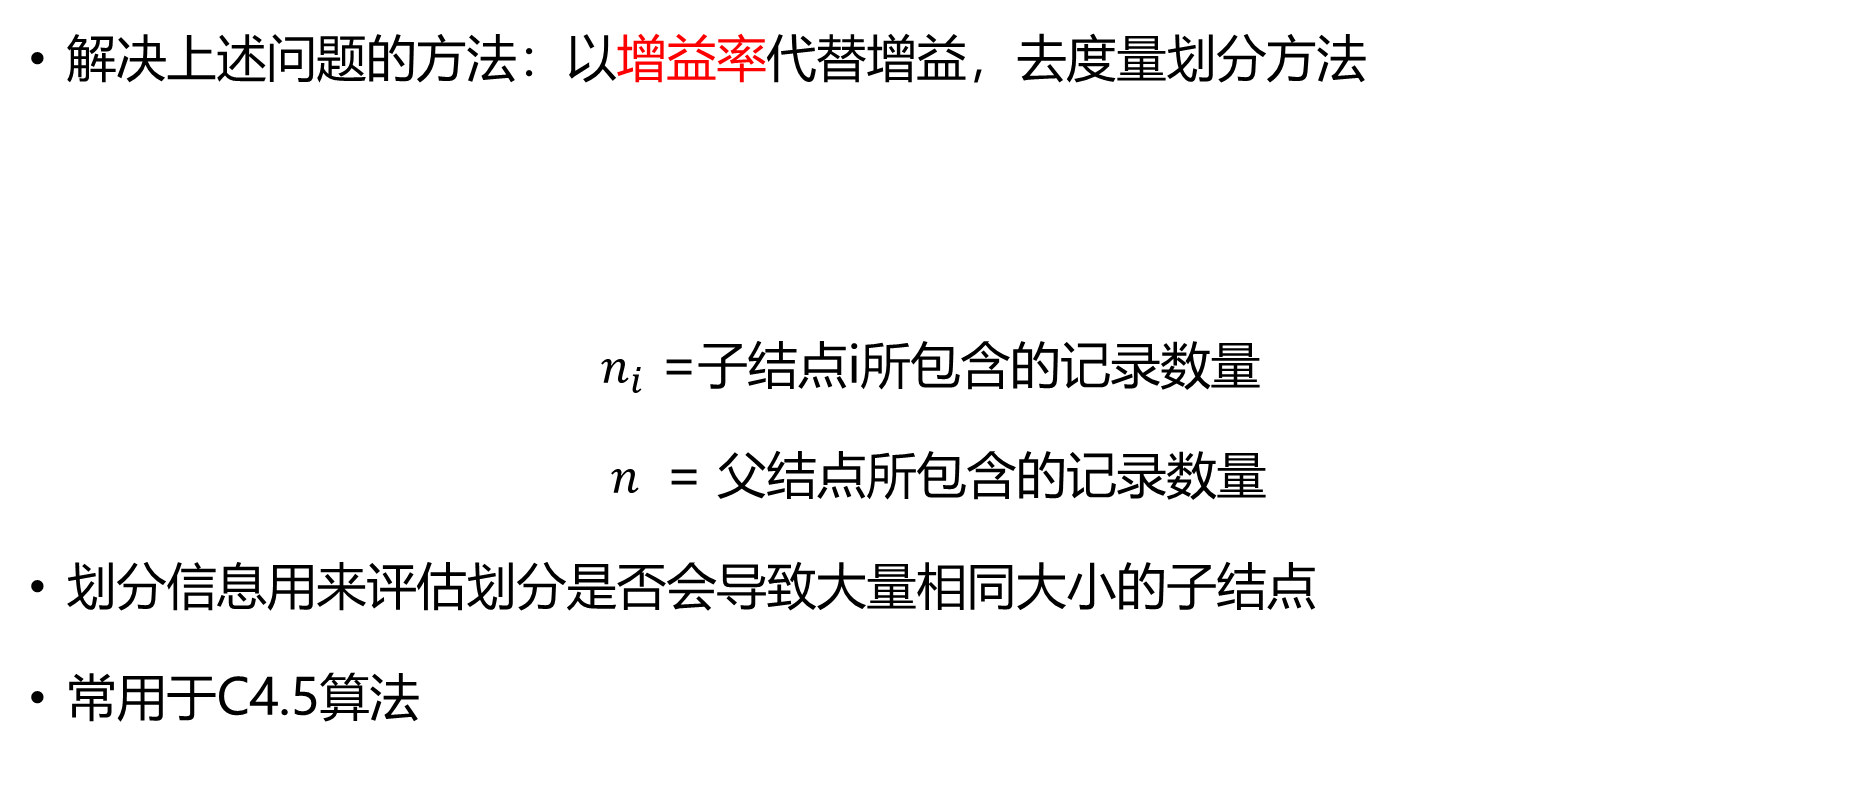 • 解决上述问题的方法：以增益率代替增益，去度量划分方法
n_i =子结点i所包含的记录数量
n = 父结点所包含的记录数量
• 划分信息用来评估划分是否会导致大量相同大小的子结点
• 常用于C4.5算法